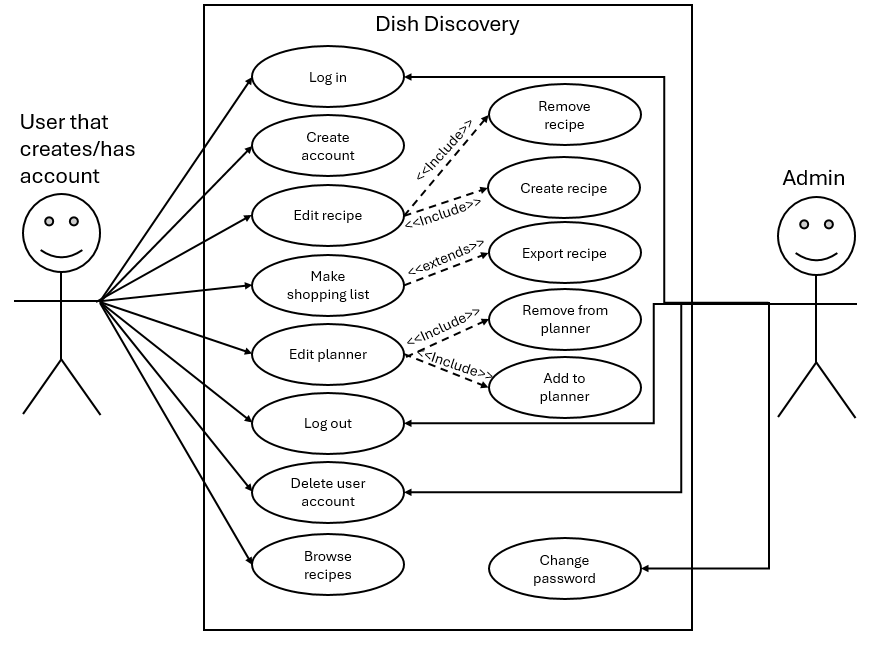 Dish Discovery
User that
creates/has
account
Admin
Log in
Create
account
Edit recipe
Make
shopping list
Edit planner
Log out
Delete user
account
Browse
recipes
<<Include>>
<<Include>>
<<extends>>
<<Include>>
<<Include>>
Remove
recipe
Create recipe
Export recipe
Remove from
planner
Add to
planner
Change
password